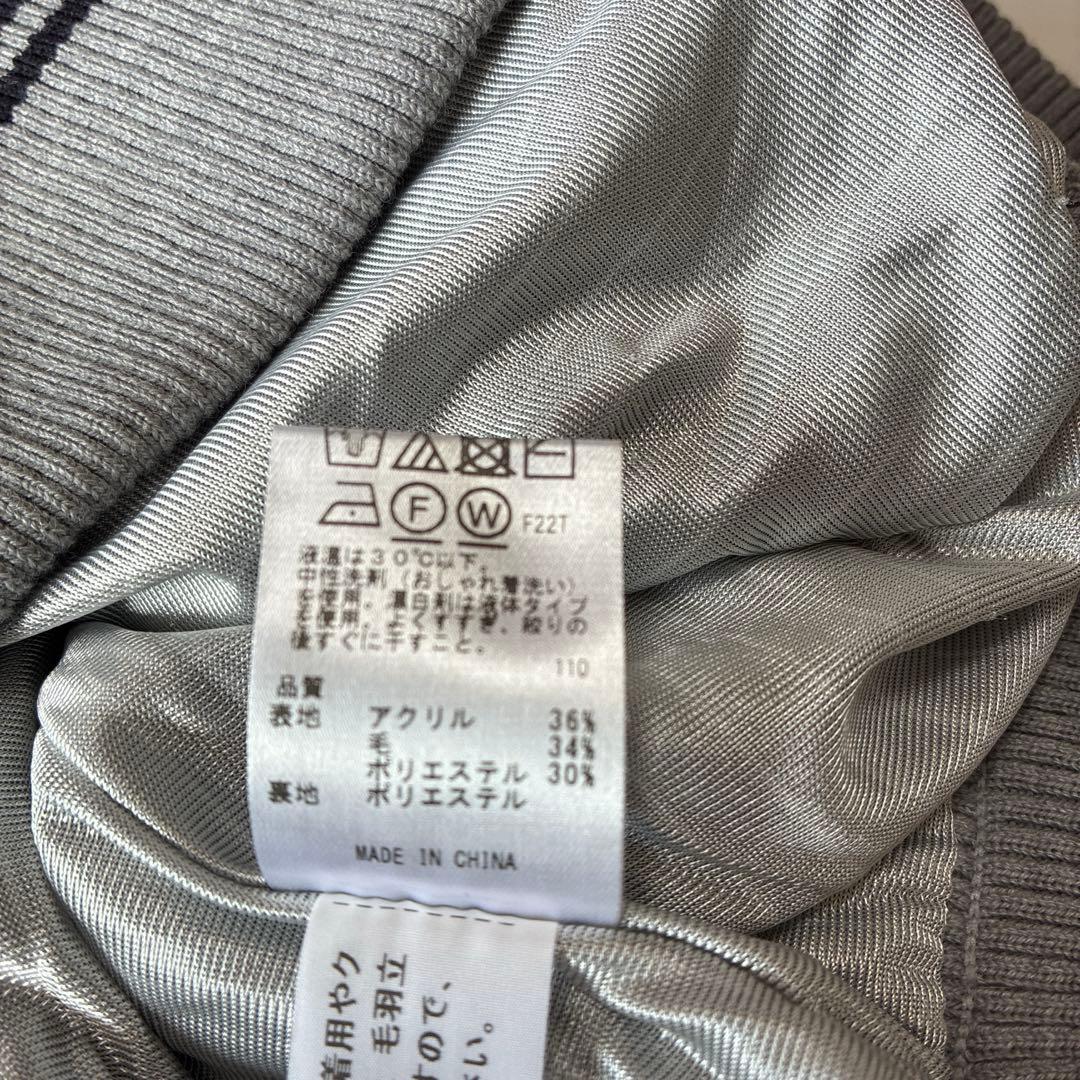 F
W
F22T
液温は30℃以下、
中性洗剤(おしゃれ着洗い)
を使用、漂白剤は液体タイプ
を使用、よくすすぎ、絞りの
後すぐに干すこと。
110
品質
表地 アクリル 36%
毛 34%
ポリエステル 30%
裏地 ポリエステル
MADE IN CHINA
着用やク
毛羽立
すので、
さい。